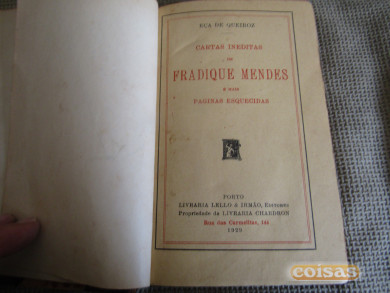 EÇA DE QUEIROZ
CARTAS INEDITAS
DE
FRADIQUE MENDES
E MAIS
PAGINAS ESQUECIDAS
PORTO
LIVRARIA LELLO & IRMÃO, EDITORES
Propriedade da LIVRARIA CHARDRON
Rua das Carmelitas, 144
1929
coisas